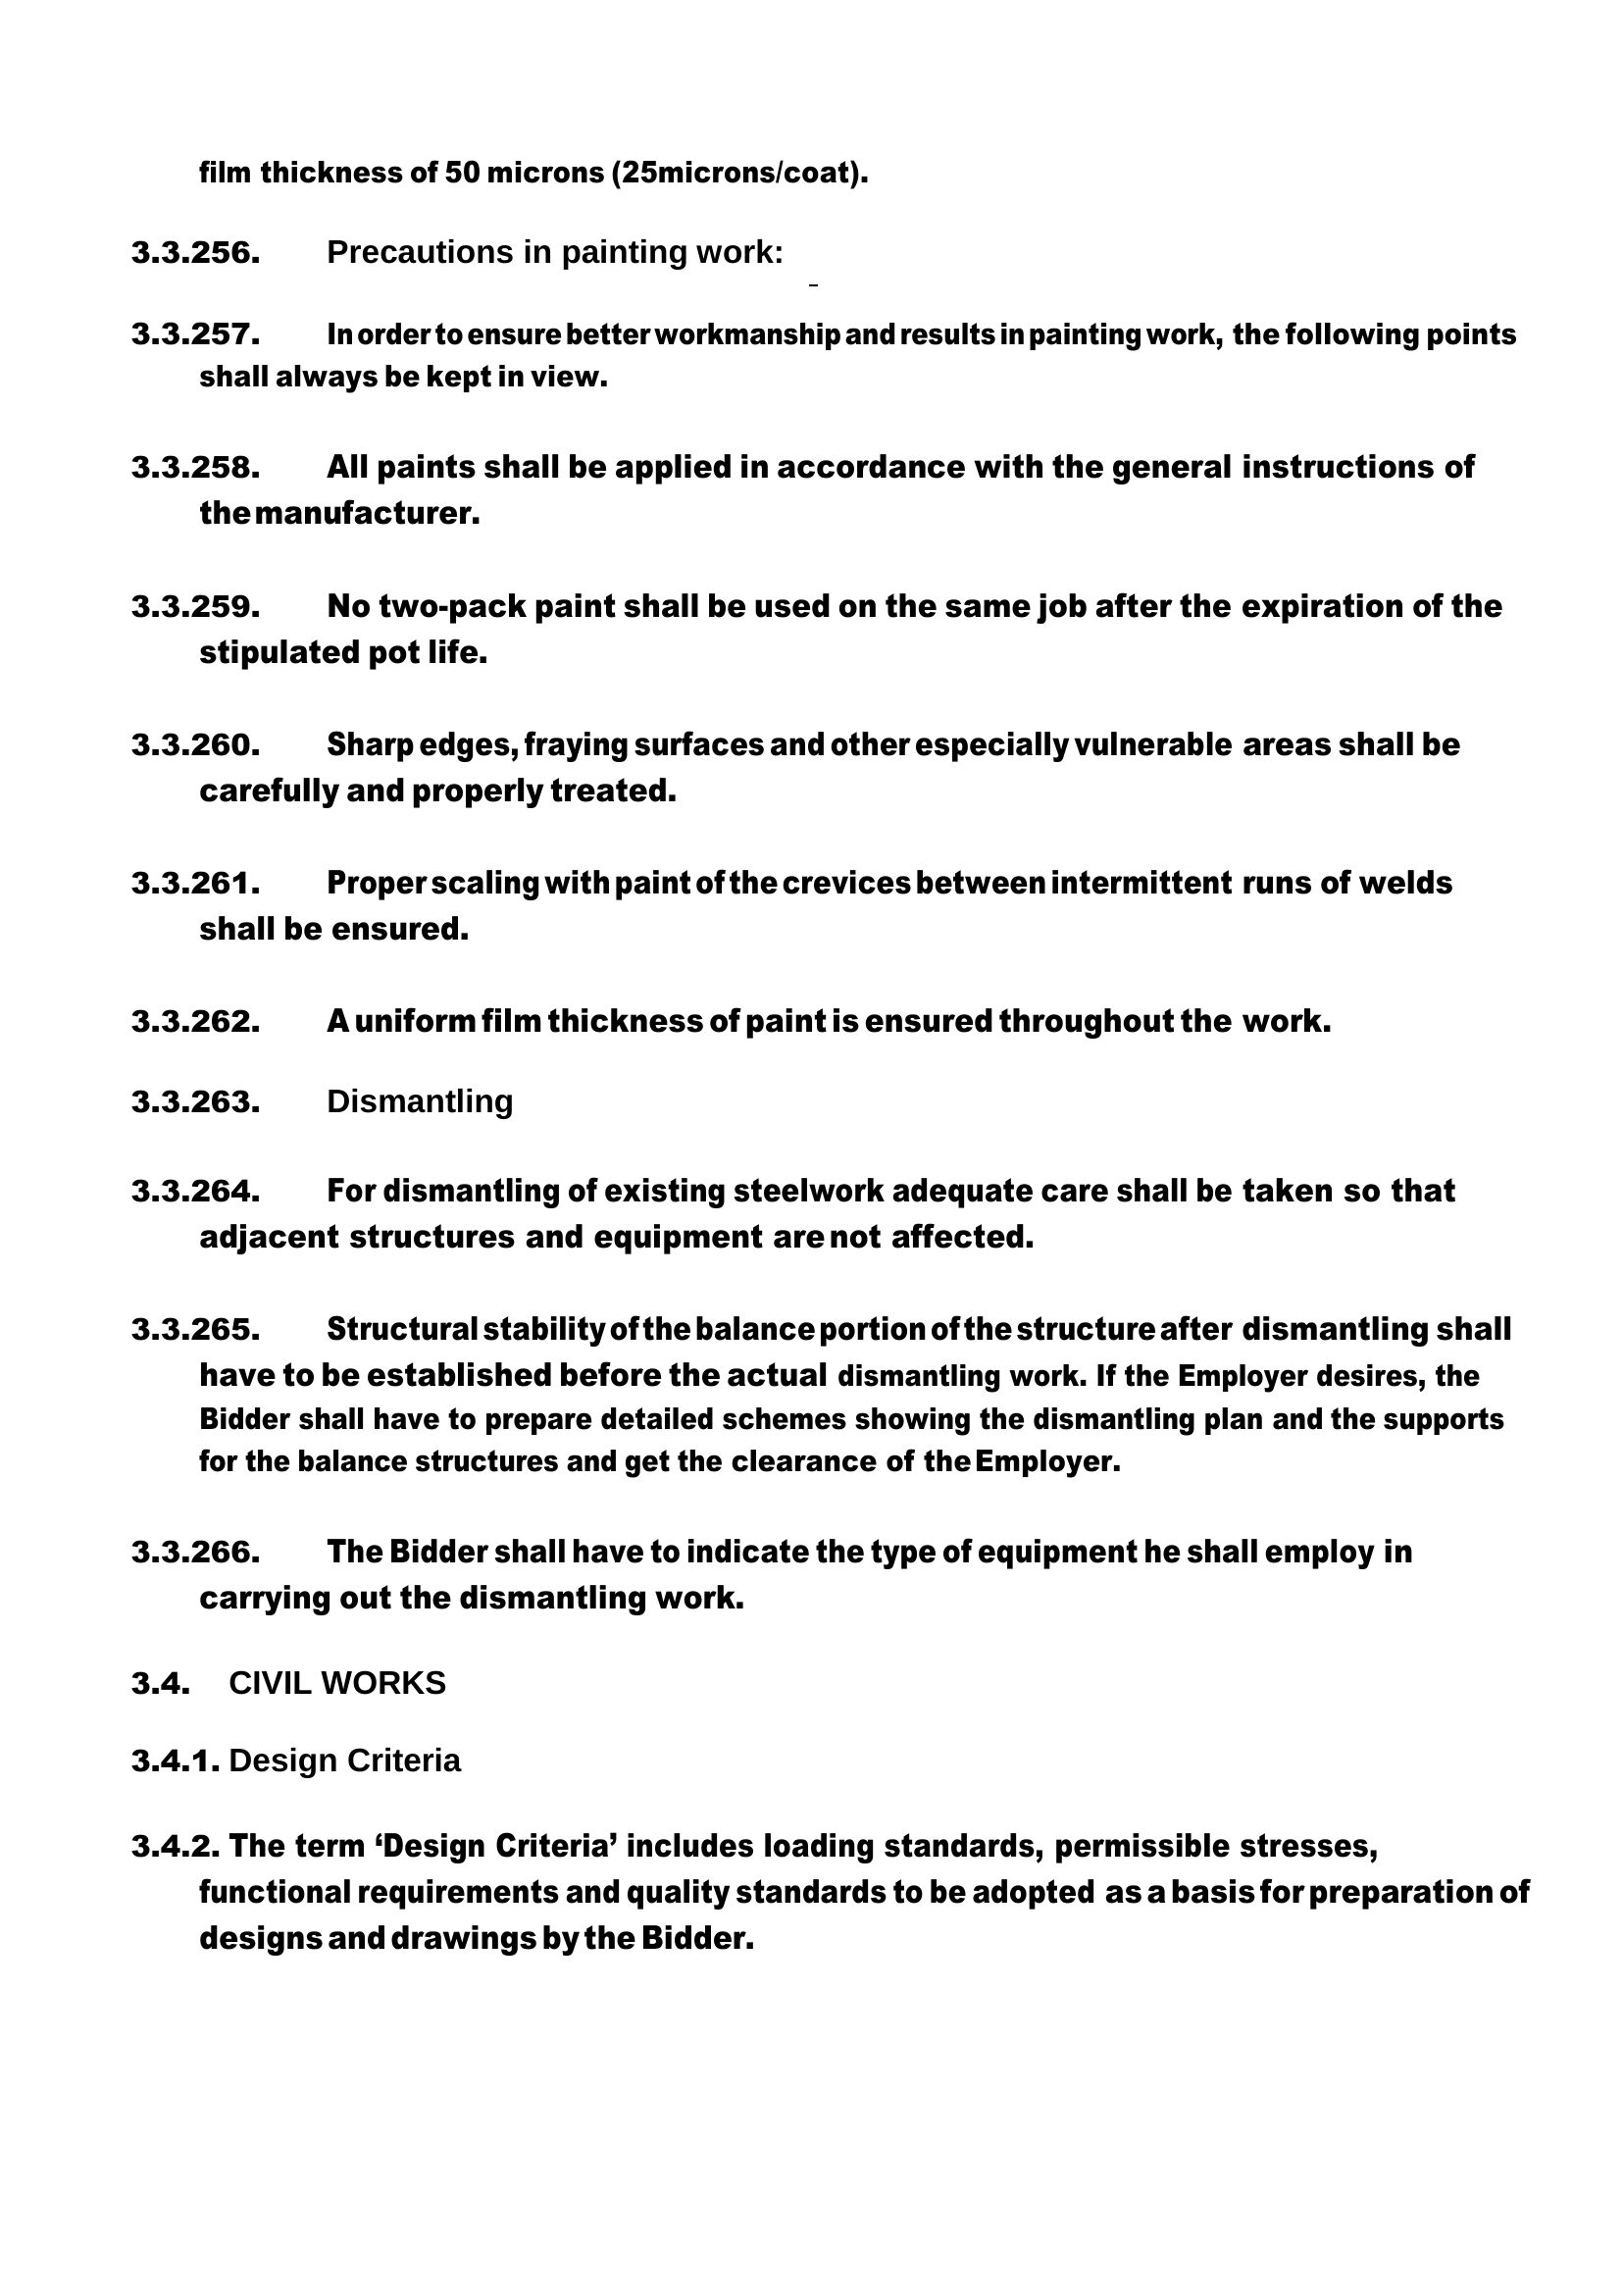 film thickness of 50 microns (25microns/coat).
3.3.256. Precautions in painting work:
3.3.257. In order to ensure better workmanship and results in painting work, the following points
shall always be kept in view.
3.3.258. All paints shall be applied in accordance with the general instructions of
the manufacturer.
3.3.259. No two-pack paint shall be used on the same job after the expiration of the
stipulated pot life.
3.3.260. Sharp edges, fraying surfaces and other especially vulnerable areas shall be
carefully and properly treated.
3.3.261. Proper scaling with paint of the crevices between intermittent runs of welds
shall be ensured.
3.3.262. A uniform film thickness of paint is ensured throughout the work.
3.3.263. Dismantling
3.3.264. For dismantling of existing steelwork adequate care shall be taken so that
adjacent structures and equipment are not affected.
3.3.265. Structural stability of the balance portion of the structure after dismantling shall
have to be established before the actual dismantling work. If the Employer desires, the
Bidder shall have to prepare detailed schemes showing the dismantling plan and the supports
for the balance structures and get the clearance of the Employer.
3.3.266. The Bidder shall have to indicate the type of equipment he shall employ in
carrying out the dismantling work.
3.4. CIVIL WORKS
3.4.1. Design Criteria
3.4.2. The term ‘Design Criteria’ includes loading standards, permissible stresses,
functional requirements and quality standards to be adopted as a basis for preparation of
designs and drawings by the Bidder.